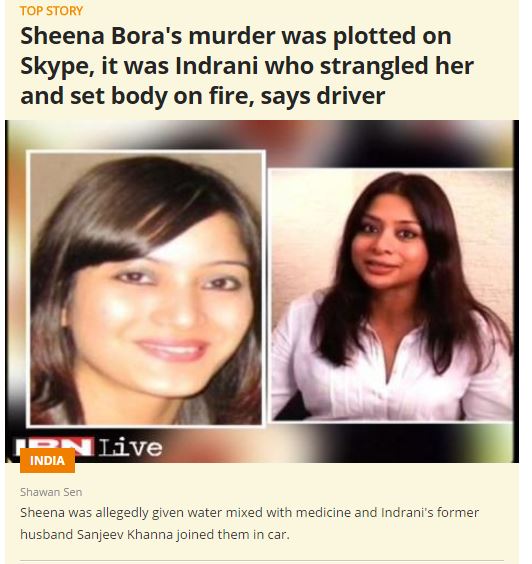 TOP STORY
Sheena Bora's murder was plotted on
Skype, it was Indrani who strangled her
and set body on fire, says driver
IBN Live
INDIA
Shawan Sen
Sheena was allegedly given water mixed with medicine and Indrani's former
husband Sanjeev Khanna joined them in car.